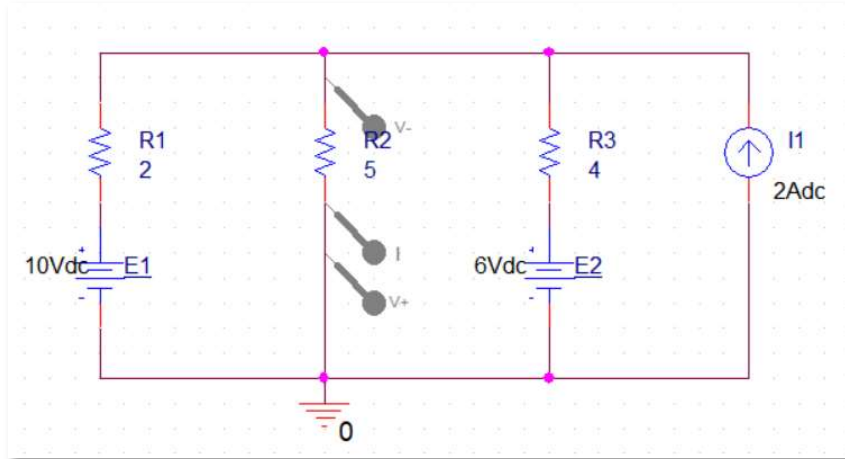 V-
R1
2
R2
5
R3
4
I1
2Adc
I
10Vdc
+
-
E1
6Vdc
+
-
E2
V+
0